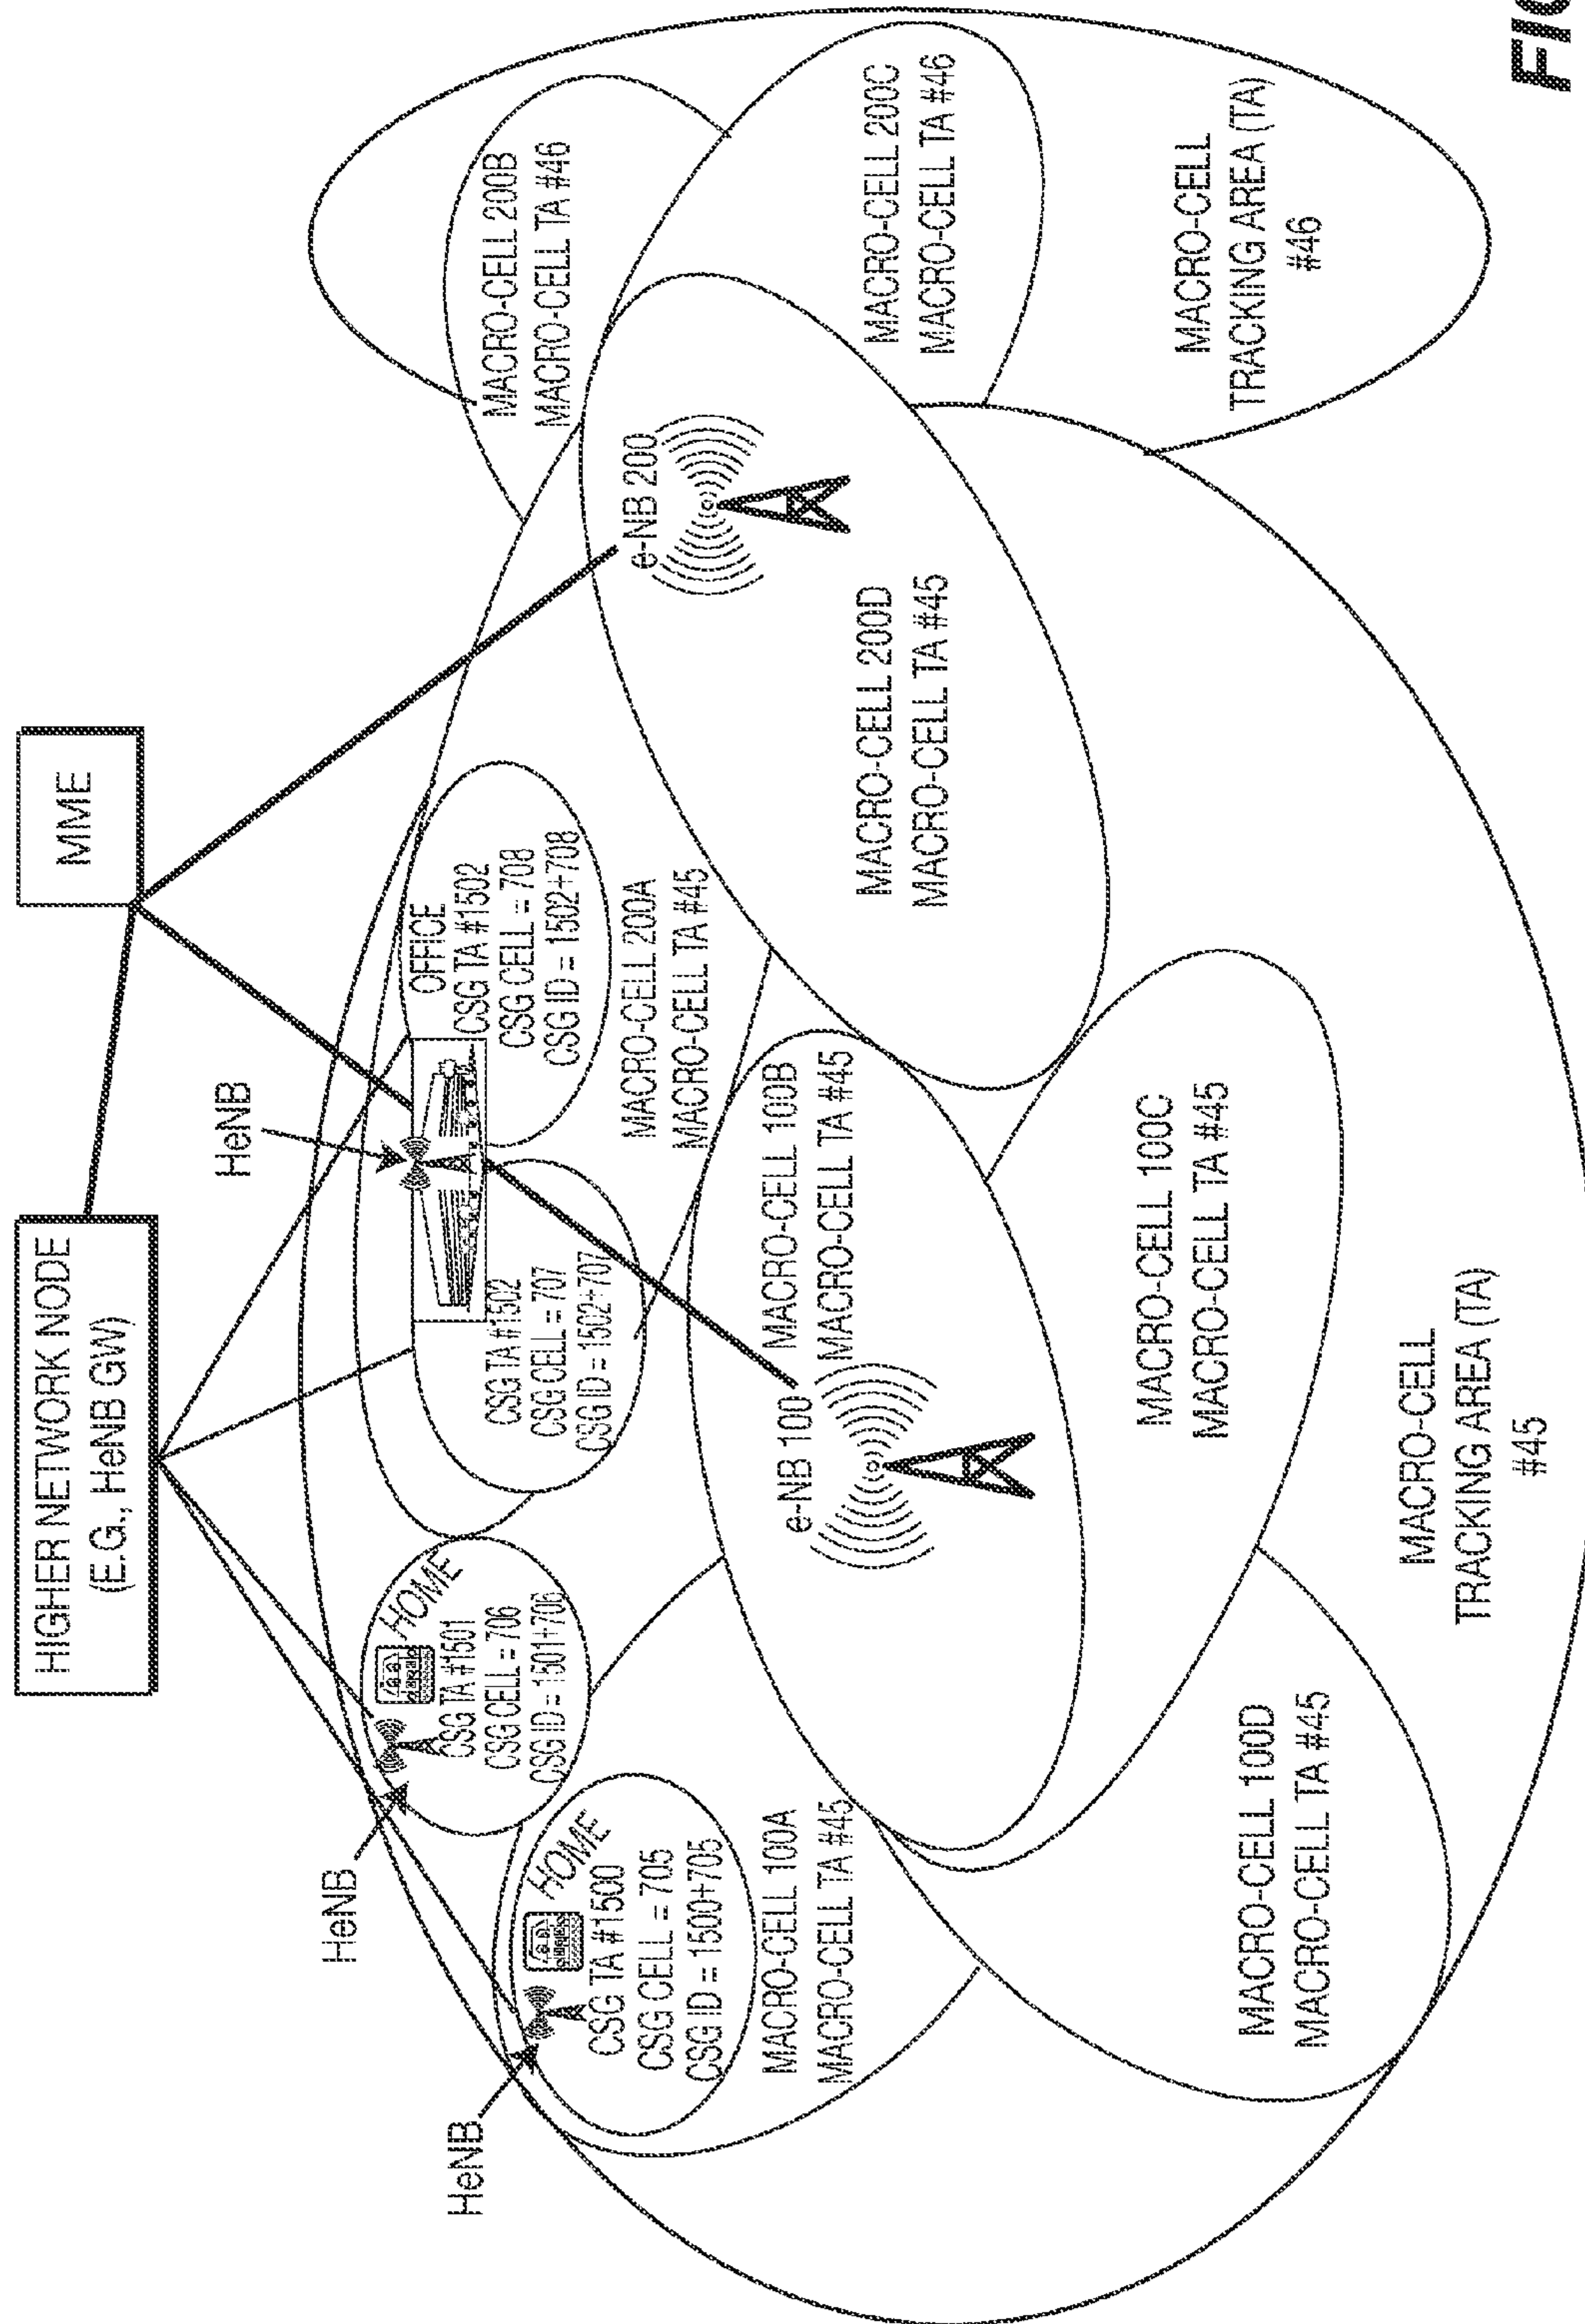 HIGHER NETWORK NODE
(E.G., HeNB GW)
MME
HeNB
HeNB
HeNB
HOME
CSG TA #1500
CSG CELL = 705
CSG ID = 1500+705
HOME
CSG TA #1501
CSG CELL = 706
CSG ID = 1501+706
CSG TA #1502
CSG CELL = 707
CSG ID = 1502+707
OFFICE
CSG TA #1502
CSG CELL = 708
CSG ID = 1502+708
MACRO-CELL 200B
MACRO-CELL TA #46
MACRO-CELL 100A
MACRO-CELL TA #45
MACRO-CELL 200A
MACRO-CELL TA #45
e-NB 100
MACRO-CELL 100B
MACRO-CELL TA #45
e-NB 200
MACRO-CELL 200D
MACRO-CELL TA #45
MACRO-CELL 200C
MACRO-CELL TA #46
MACRO-CELL 100C
MACRO-CELL TA #45
MACRO-CELL 100D
MACRO-CELL TA #45
MACRO-CELL
TRACKING AREA (TA)
#46
MACRO-CELL
TRACKING AREA (TA)
#45